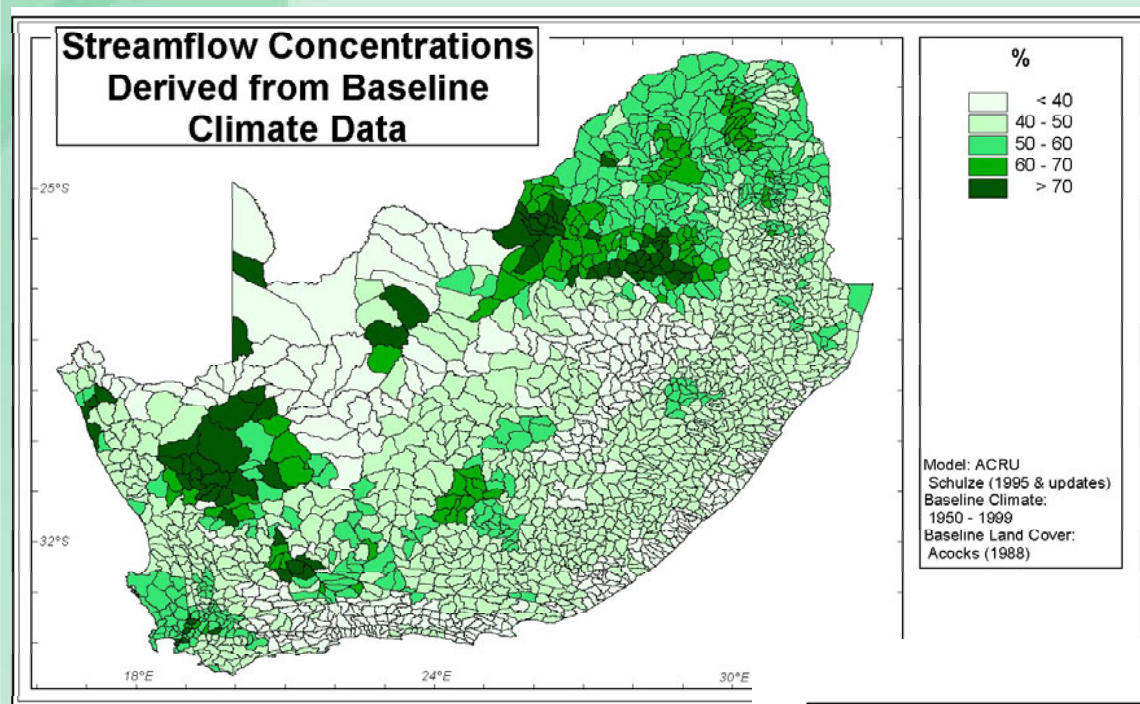 Streamflow Concentrations
Derived from Baseline
Climate Data
%
< 40
40 - 50
50 - 60
60 - 70
> 70
25°S
32°S
18°E
24°E
30°E
Model: ACRU
Schulze (1995 & updates)
Baseline Climate:
1950 - 1999
Baseline Land Cover:
Acocks (1988)